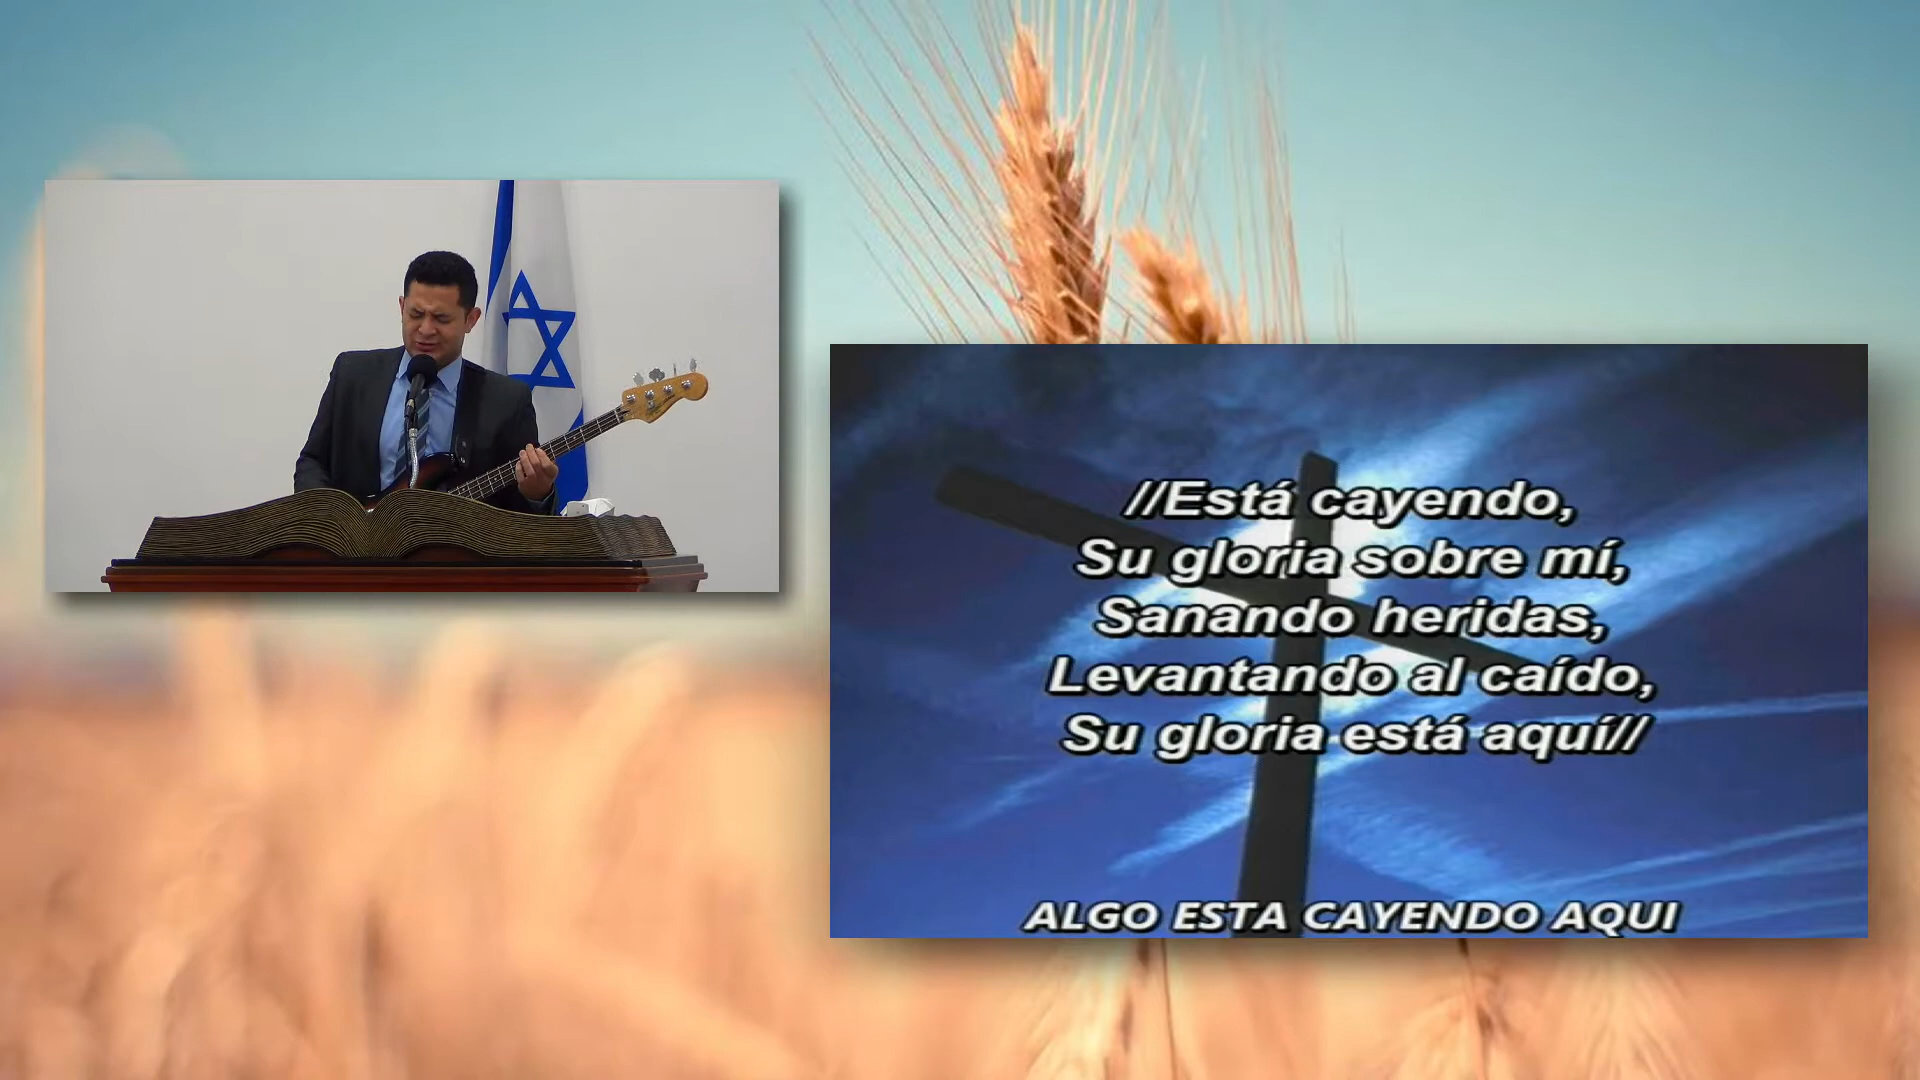 //Está cayendo,
Su gloria sobre mí,
Sanando heridas,
Levantando al caído,
Su gloria está aquí//
ALGO ESTA CAYENDO AQUI